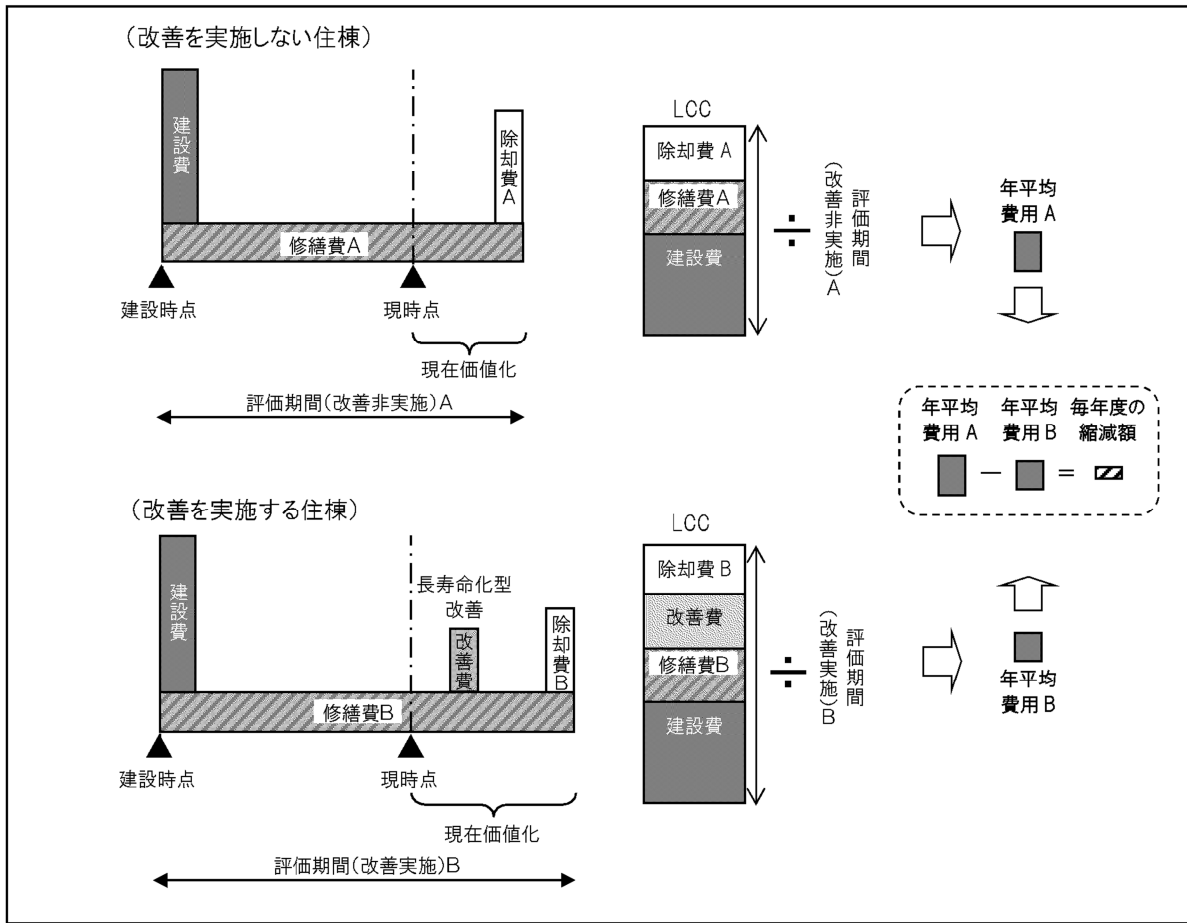 （改善を実施しない住棟）
建設費
除却費A
修繕費A
建設時点
現時点
現在価値化
評価期間（改善非実施）A
LCC
除却費A
修繕費A
建設費
÷
評価期間
（改善非実施）A
年平均
費用A
年平均
費用A
年平均
費用B
毎年度の
縮減額
－
＝
（改善を実施する住棟）
建設費
長寿命化型
改善
改善費
除却費B
修繕費B
建設時点
現時点
現在価値化
評価期間（改善実施）B
LCC
除却費B
改善費
修繕費B
建設費
÷
評価期間
（改善実施）B
年平均
費用B